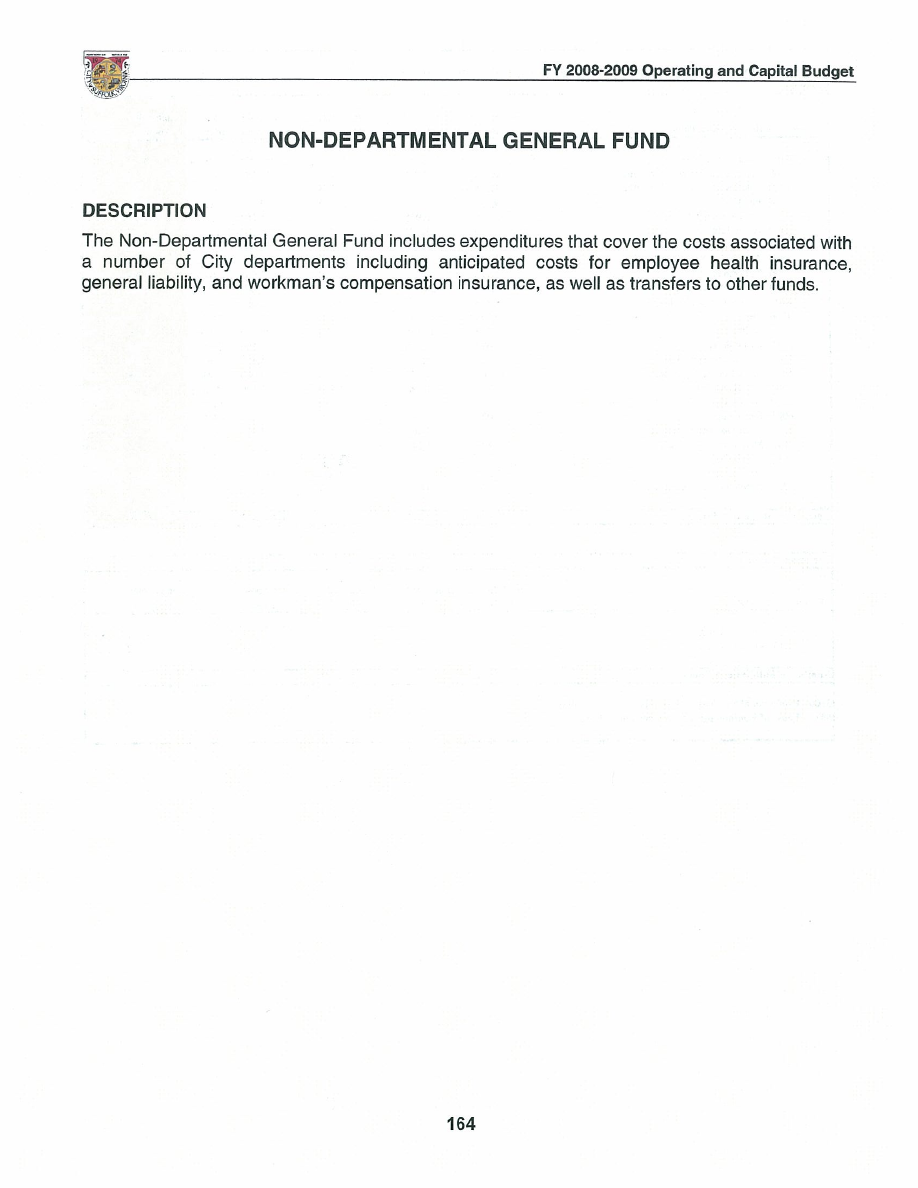 FY 2008-2009 Operating and Capital Budget
NON-DEPARTMENTAL GENERAL FUND
DESCRIPTION
The Non-Departmental General Fund includes expenditures that cover the costs associated with
a number of City departments including anticipated costs for employee health insurance,
general liability, and workman's compensation insurance, as well as transfers to other funds.
164